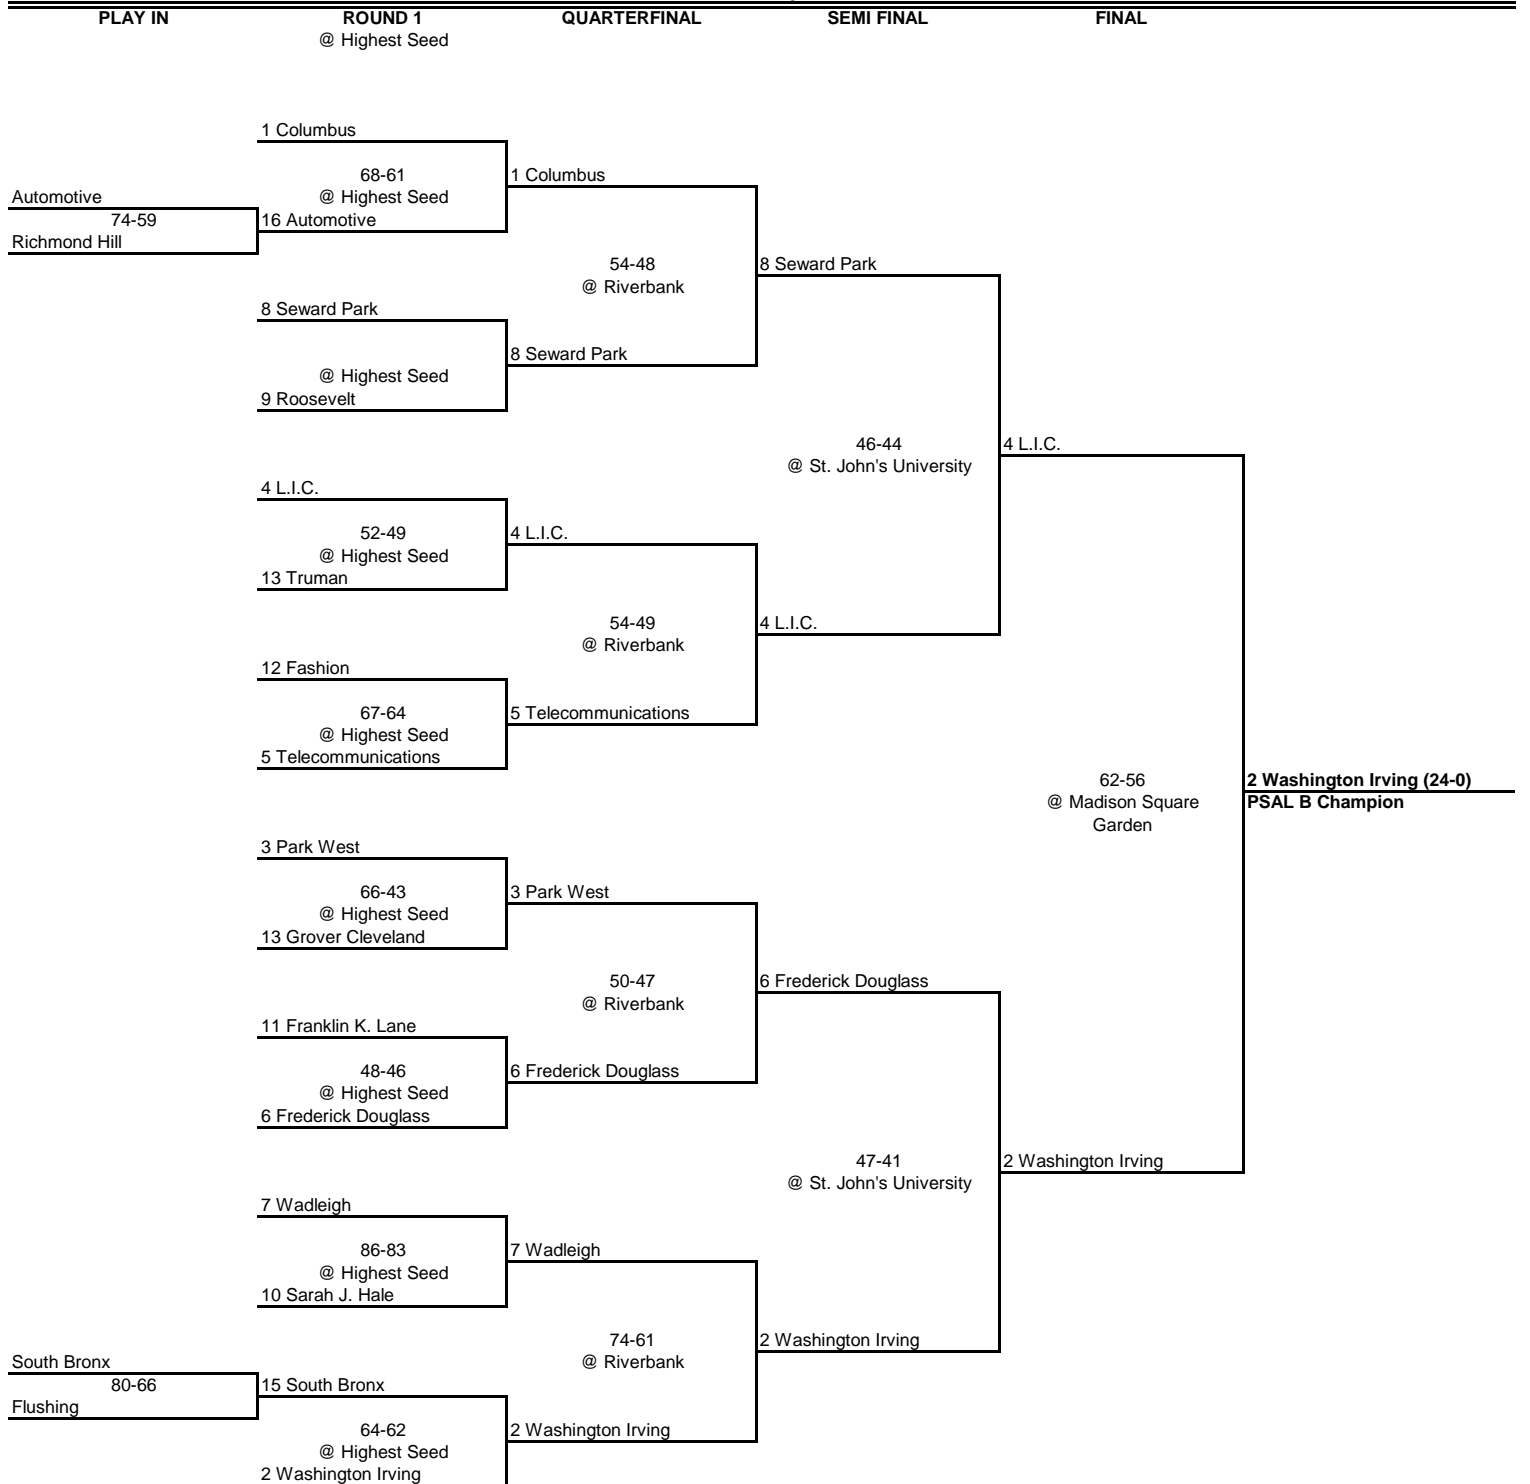 PLAY IN ROUND 1 QUARTERFINAL SEMI FINAL FINAL
@ Highest Seed
1 Columbus
68-61 1 Columbus
Automotive @ Highest Seed
74-59 16 Automotive
Richmond Hill
54-48 8 Seward Park
@ Riverbank
8 Seward Park
8 Seward Park
@ Highest Seed
9 Roosevelt
46-44 4 L.I.C.
@ St. John's University
4 L.I.C.
52-49 4 L.I.C.
@ Highest Seed
13 Truman
54-49 4 L.I.C.
@ Riverbank
12 Fashion
67-64 5 Telecommunications
@ Highest Seed
5 Telecommunications
62-56 2 Washington Irving (24-0)
@ Madison Square PSAL B Champion
Garden
3 Park West
66-43 3 Park West
@ Highest Seed
13 Grover Cleveland
50-47 6 Frederick Douglass
@ Riverbank
11 Franklin K. Lane
48-46 6 Frederick Douglass
@ Highest Seed
6 Frederick Douglass
47-41 2 Washington Irving
@ St. John's University
7 Wadleigh
86-83 7 Wadleigh
@ Highest Seed
10 Sarah J. Hale
74-61 2 Washington Irving
South Bronx @ Riverbank
80-66 15 South Bronx
Flushing
64-62 2 Washington Irving
@ Highest Seed
2 Washington Irving